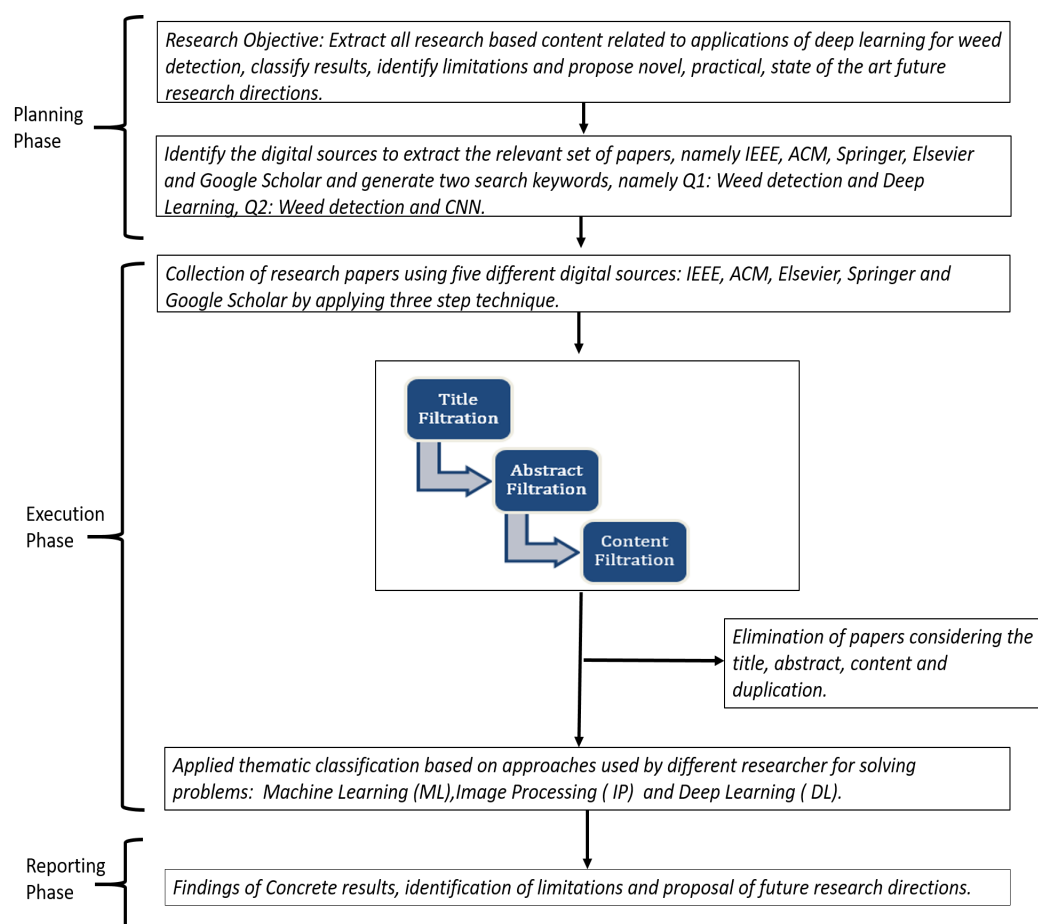 Planning
Phase
Research Objective: Extract all research based content related to applications of deep learning for weed
detection, classify results, identify limitations and propose novel, practical, state of the art future
research directions.
Identify the digital sources to extract the relevant set of papers, namely IEEE, ACM, Springer, Elsevier
and Google Scholar and generate two search keywords, namely Q1: Weed detection and Deep
Learning, Q2: Weed detection and CNN.
Execution
Phase
Collection of research papers using five different digital sources: IEEE, ACM, Elsevier, Springer and
Google Scholar by applying three step technique.
Title
Filtration
Abstract
Filtration
Content
Filtration
Elimination of papers considering the
title, abstract, content and
duplication.
Applied thematic classification based on approaches used by different researcher for solving
problems:  Machine Learning (ML),Image Processing ( IP)  and Deep Learning ( DL).
Reporting
Phase
Findings of Concrete results, identification of limitations and proposal of future research directions.